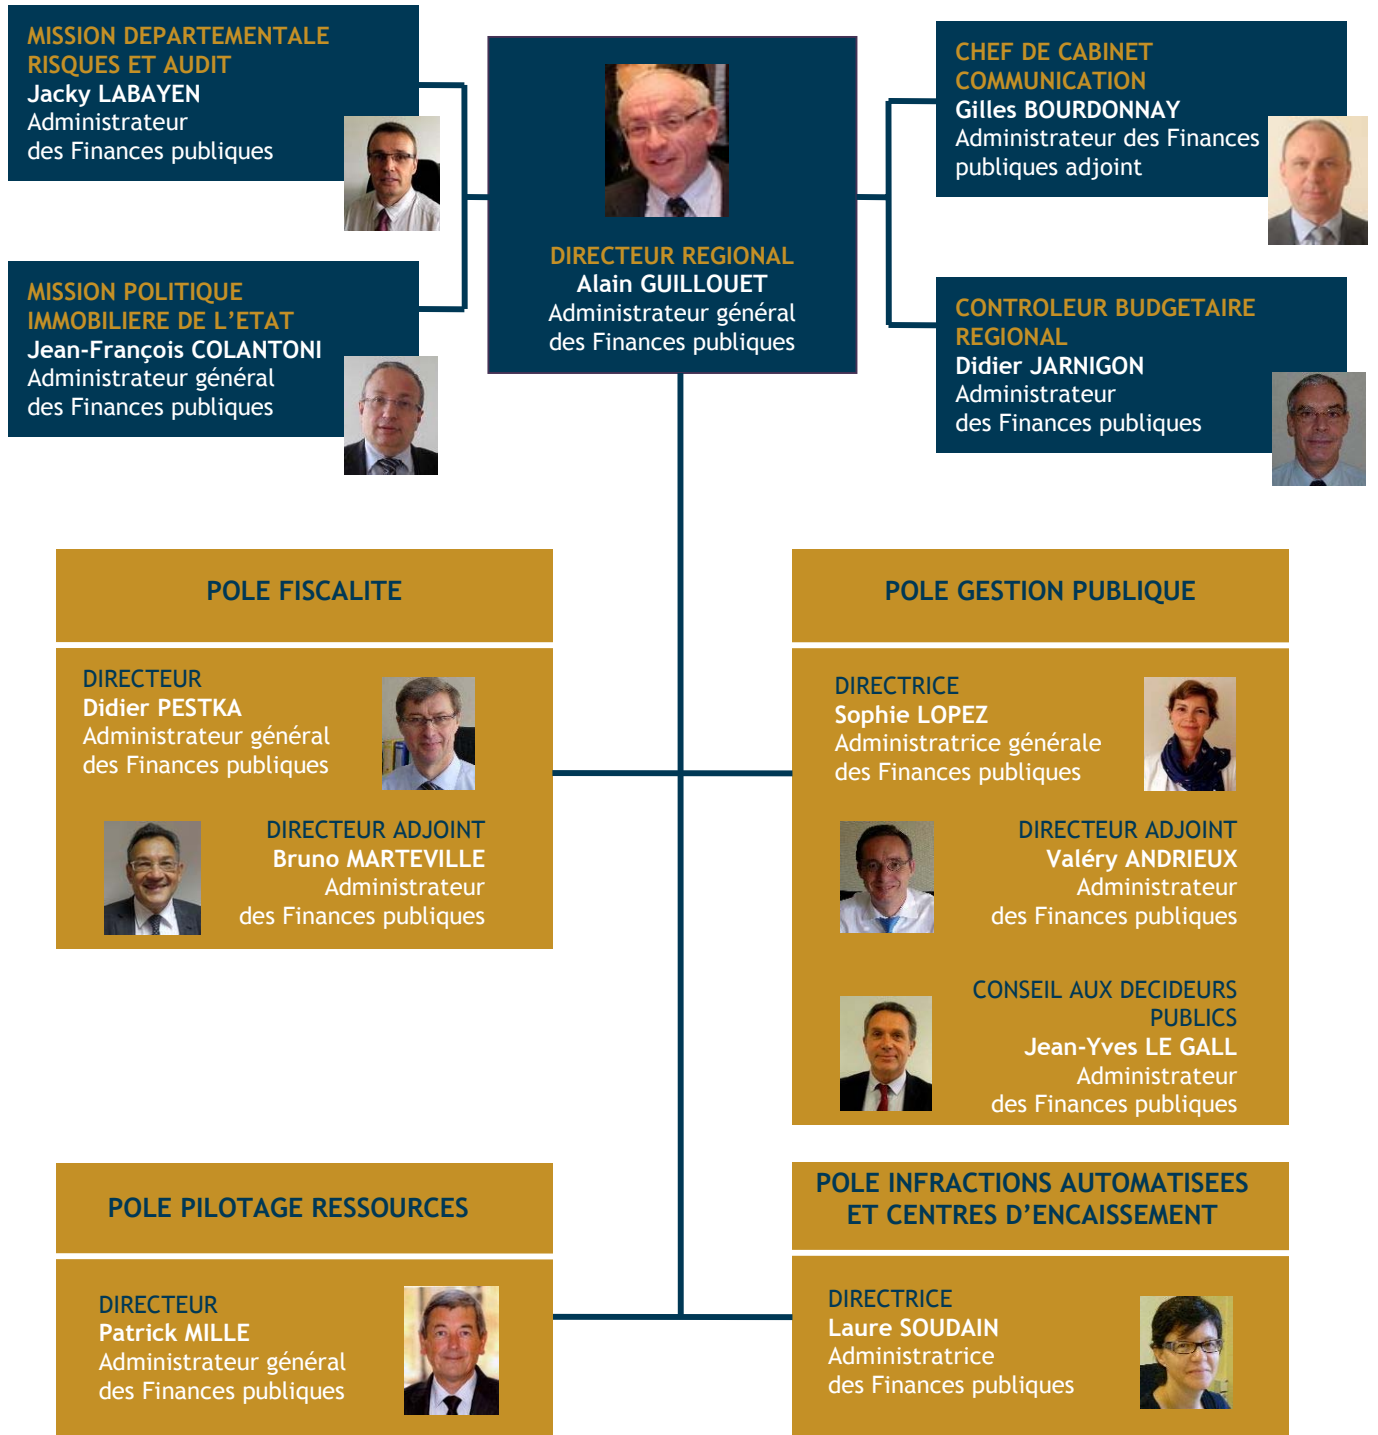 MISSION DEPARTEMENTALE
RISQUES ET AUDIT
Jacky LABAYEN
Administrateur
des Finances publiques
MISSION POLITIQUE
IMMOBILIERE DE L’ETAT
Jean-François COLANTONI
Administrateur général
des Finances publiques
DIRECTEUR REGIONAL
Alain GUILLOUET
Administrateur général
des Finances publiques
CHEF DE CABINET
COMMUNICATION
Gilles BOURDONNAY
Administrateur des Finances
publiques adjoint
CONTROLEUR BUDGETAIRE
REGIONAL
Didier JARNIGON
Administrateur
des Finances publiques
POLE FISCALITE
DIRECTEUR
Didier PESTKA
Administrateur général
des Finances publiques
DIRECTEUR ADJOINT
Bruno MARTEVILLE
Administrateur
des Finances publiques
POLE GESTION PUBLIQUE
DIRECTRICE
Sophie LOPEZ
Administratrice générale
des Finances publiques
DIRECTEUR ADJOINT
Valéry ANDRIEUX
Administrateur
des Finances publiques
CONSEIL AUX DECIDEURS
PUBLICS
Jean-Yves LE GALL
Administrateur
des Finances publiques
POLE PILOTAGE RESSOURCES
DIRECTEUR
Patrick MILLE
Administrateur général
des Finances publiques
POLE INFRACTIONS AUTOMATISEES
ET CENTRES D’ENCAISSEMENT
DIRECTRICE
Laure SOUDAIN
Administratrice
des Finances publiques